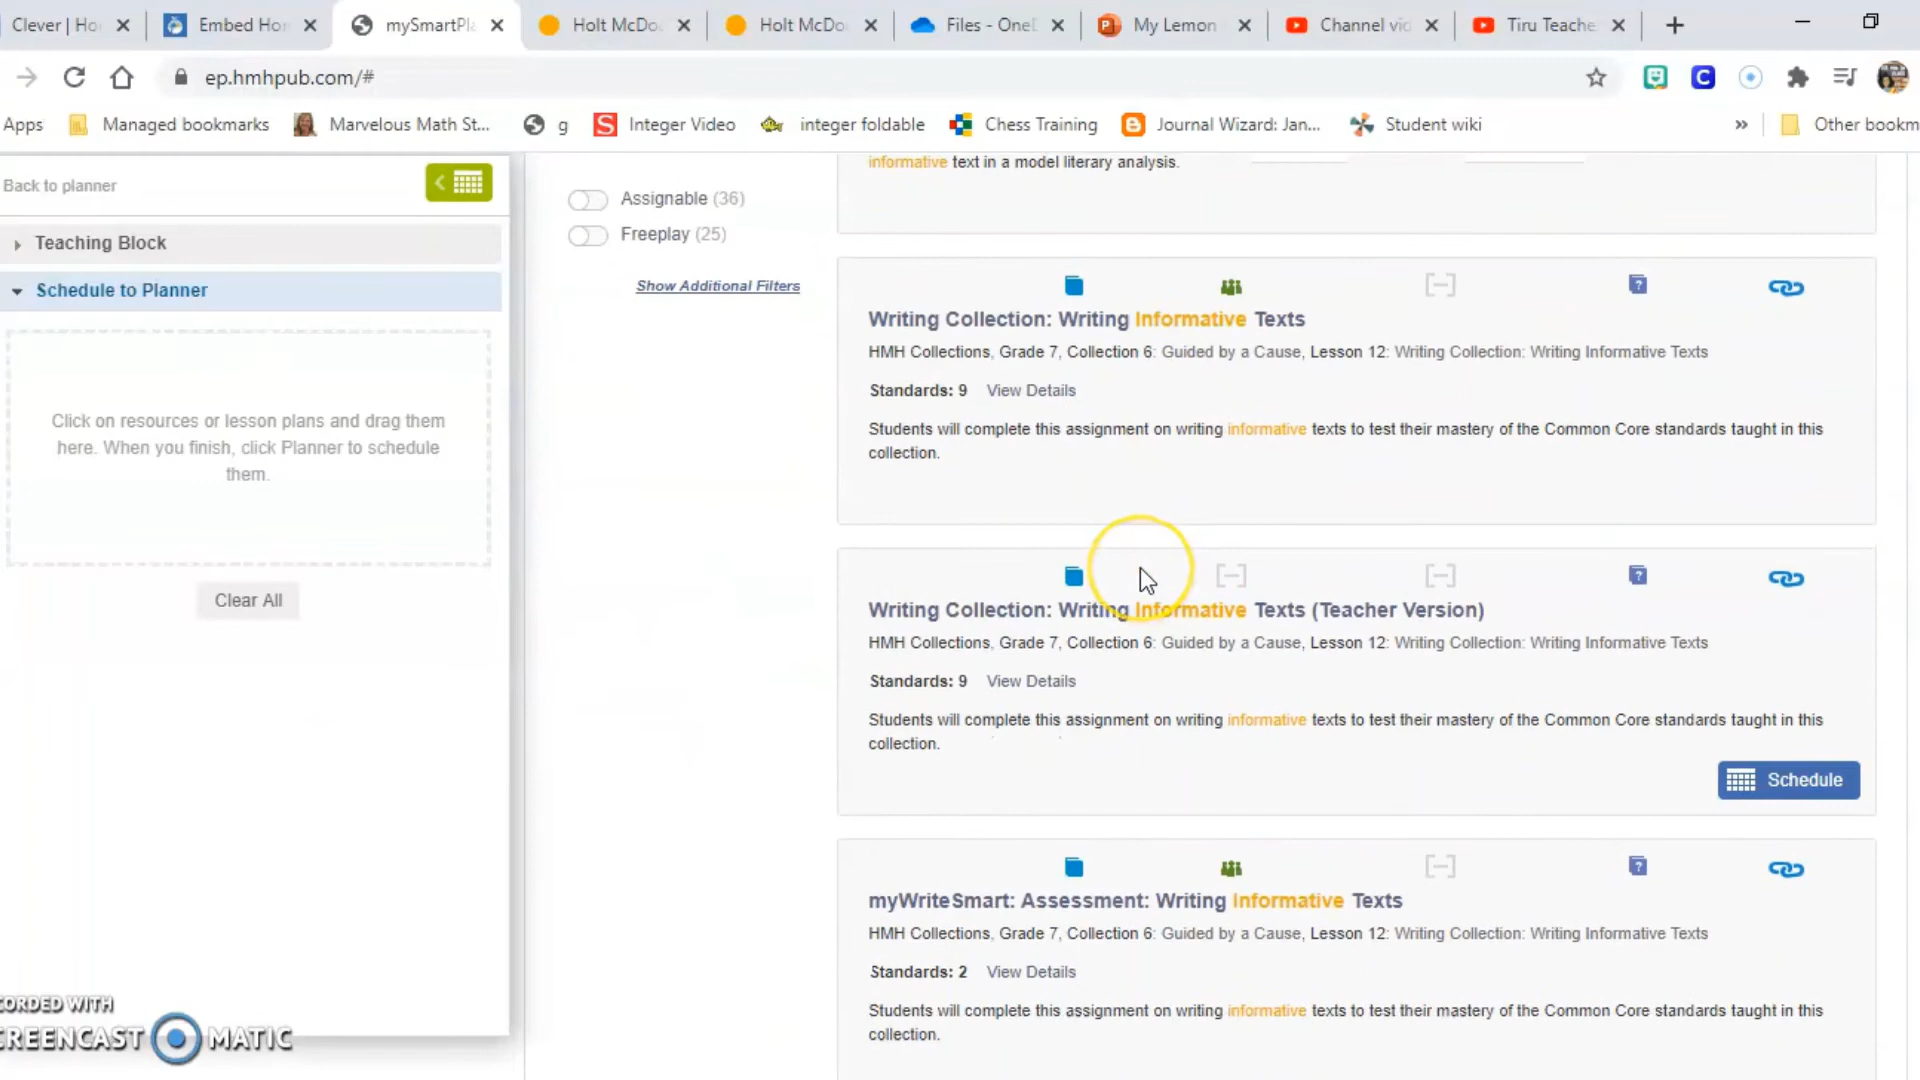 Clever | Ho
Embed Hor
mySmartPla
Holt McDo
Holt McDo
Files - OneD
My Lemon
Channel vid
Tiru Teache
ep.hmhpub.com/#
C
Apps
Managed bookmarks
Marvelous Math St...
g
S
Integer Video
integer foldable
Chess Training
Journal Wizard: Jan...
Student wiki
»
Other bookm
Back to planner
Teaching Block
Schedule to Planner
Click on resources or lesson plans and drag them
here. When you finish, click Planner to schedule
them.
Clear All
Assignable (36)
Freeplay (25)
Show Additional Filters
informative text in a model literary analysis.
Writing Collection: Writing Informative Texts
HMH Collections, Grade 7, Collection 6: Guided by a Cause, Lesson 12: Writing Collection: Writing Informative Texts
Standards: 9 View Details
Students will complete this assignment on writing informative texts to test their mastery of the Common Core standards taught in this
collection.
Writing Collection: Writing Informative Texts (Teacher Version)
HMH Collections, Grade 7, Collection 6: Guided by a Cause, Lesson 12: Writing Collection: Writing Informative Texts
Standards: 9 View Details
Students will complete this assignment on writing informative texts to test their mastery of the Common Core standards taught in this
collection.
Schedule
myWriteSmart: Assessment: Writing Informative Texts
HMH Collections, Grade 7, Collection 6: Guided by a Cause, Lesson 12: Writing Collection: Writing Informative Texts
Standards: 2 View Details
Students will complete this assignment on writing informative texts to test their mastery of the Common Core standards taught in this
collection.
CORDED WITH
CREENCAST MATIC